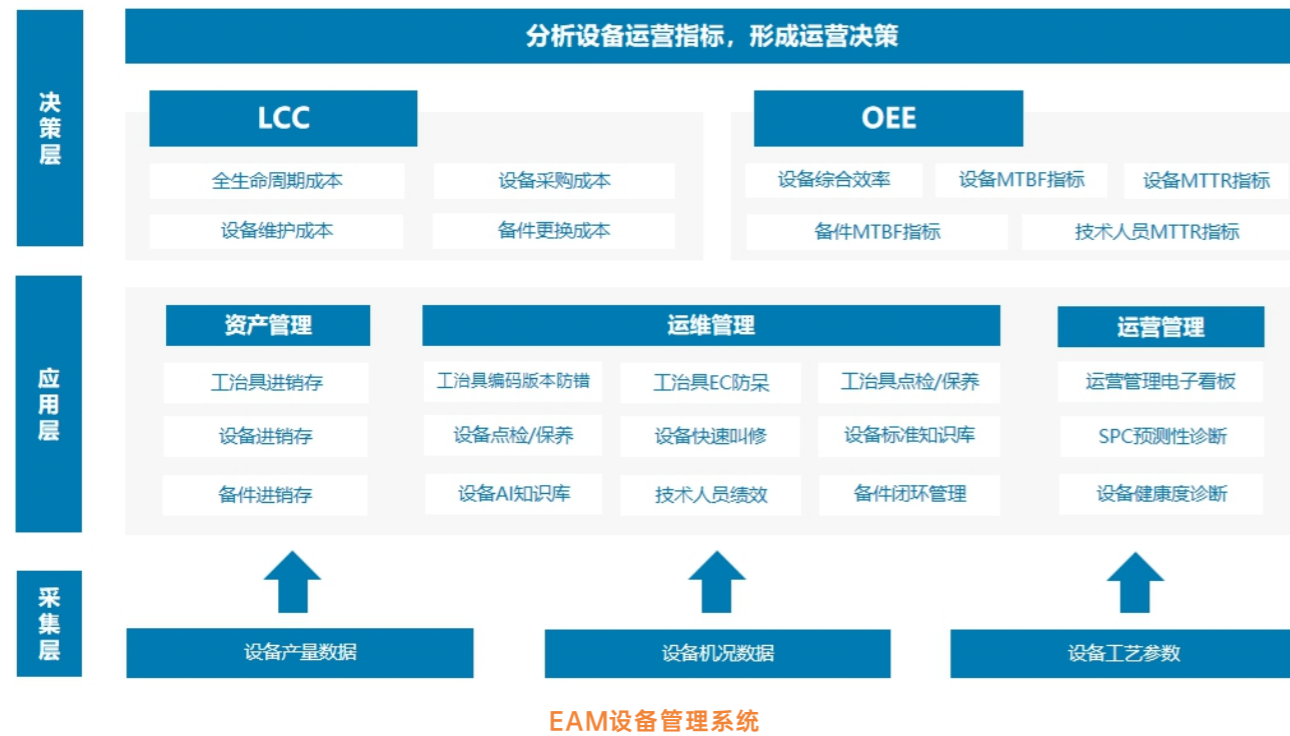 分析设备运营指标，形成运营决策
决策层
LCC
OEE
全生命周期成本
设备采购成本
设备综合效率
设备MTBF指标
设备MTTR指标
设备维护成本
备件更换成本
备件MTBF指标
技术人员MTTR指标
应用层
资产管理
运维管理
运营管理
工治具进销存
工治具编码版本防错
工治具EC防呆
工治具点检/保养
运营管理电子看板
设备进销存
设备点检/保养
设备快速叫修
设备标准知识库
SPC预测性诊断
备件进销存
设备AI知识库
技术人员绩效
备件闭环管理
设备健康度诊断
采集层
设备产量数据
设备机况数据
设备工艺参数
EAM设备管理系统